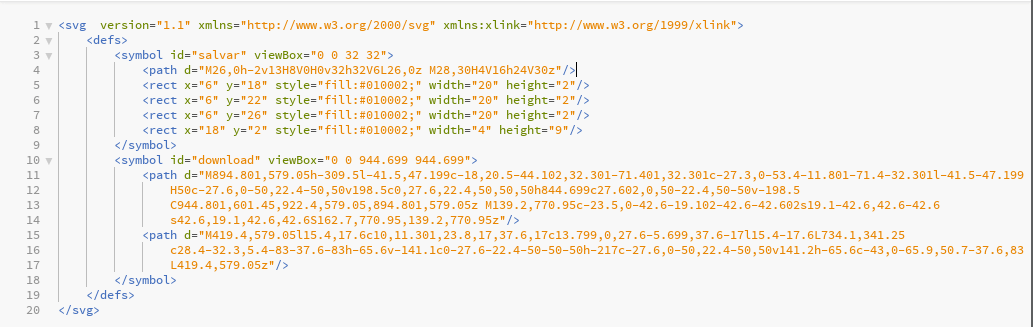 1 <svg  version="1.1" xmlns="http://www.w3.org/2000/svg" xmlns:xlink="http://www.w3.org/1999/xlink">
2     <defs>
3         <symbol id="salvar" viewBox="0 0 32 32">
4             <path d="M26,0h-2v13H8V0H0v32h32V6L26,0z M28,30H4V16h24V30z"/>
5             <rect x="6" y="18" style="fill:#010002;" width="20" height="2"/>
6             <rect x="6" y="22" style="fill:#010002;" width="20" height="2"/>
7             <rect x="6" y="26" style="fill:#010002;" width="20" height="2"/>
8             <rect x="18" y="2" style="fill:#010002;" width="4" height="9"/>
9         </symbol>
10         <symbol id="download" viewBox="0 0 944.699 944.699">
11             <path d="M894.801,579.05h-309.5l-41.5,47.199c-18,20.5-44.102,32.301-71.401,32.301c-27.3,0-53.4-11.801-71.4-32.301l-41.5-47.199
12                 H50c-27.6,0-50,22.4-50,50v198.5c0,27.6,22.4,50,50,50h844.699c27.602,0,50-22.4,50-50v-198.5
13                 C944.801,601.45,922.4,579.05,894.801,579.05z M139.2,770.95c-23.5,0-42.6-19.102-42.6-42.602s19.1-42.6,42.6-42.6
14                 s42.6,19.1,42.6,42.6S162.7,770.95,139.2,770.95z"/>
15             <path d="M419.4,579.05l15.4,17.6c10,11.301,23.8,17,37.6,17c13.799,0,27.6-5.699,37.6-17l15.4-17.6L734.1,341.25
16                 c28.4-32.3,5.4-83-37.6-83h-65.6v-141.1c0-27.6-22.4-50-50-50h-217c-27.6,0-50,22.4-50,50v141.2h-65.6c-43,0-65.9,50.7-37.6,83
17                 L419.4,579.05z"/>
18         </symbol>
19     </defs>
20 </svg>